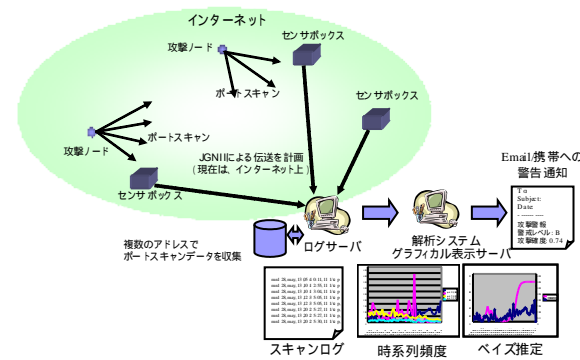 インターネット
攻撃ノード
センサボックス
ポートスキャン
センサボックス
ポートスキャン
攻撃ノード
JGNIIによる伝送を計画
(現在は、インターネット上)
センサボックス
Email/携帯への
警告通知
To
Subject:
Date
攻撃警報
警戒レベル: B
攻撃確度: 0.74
ログサーバ
解析システム
グラフィカル表示サーバ
複数のアドレスで
ポートスキャンデータを収集
スキャンログ
時系列頻度
ベイズ推定